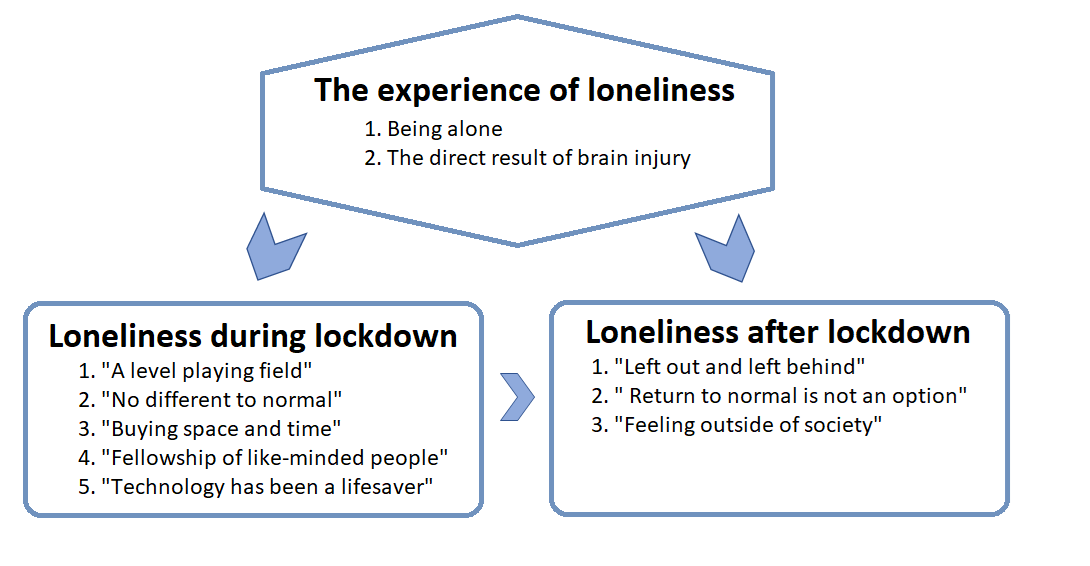 The experience of loneliness
1. Being alone
2. The direct result of brain injury
Loneliness during lockdown
1. "A level playing field"
2. "No different to normal"
3. "Buying space and time"
4. "Fellowship of like-minded people"
5. "Technology has been a lifesaver"
Loneliness after lockdown
1. "Left out and left behind"
2. " Return to normal is not an option"
3. "Feeling outside of society"